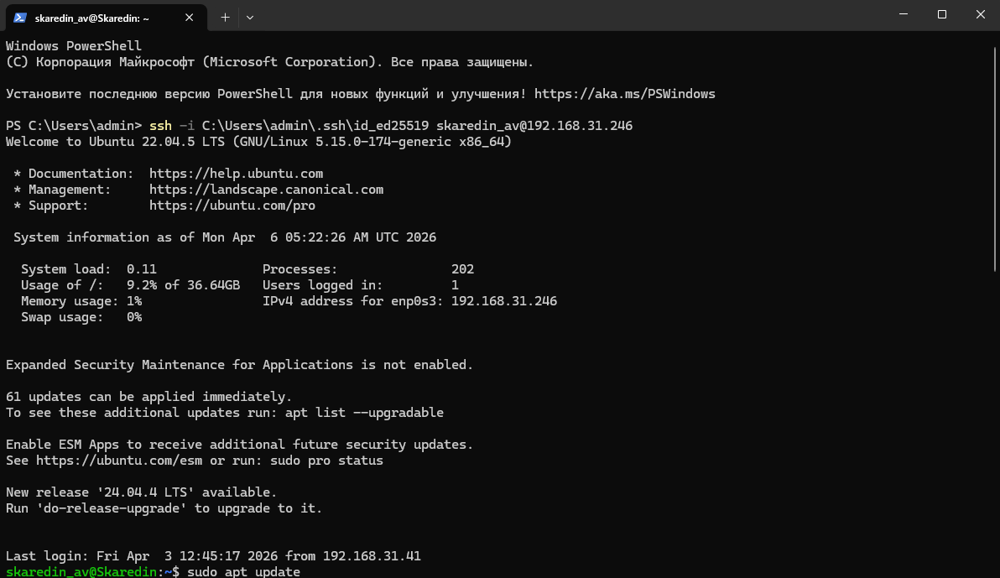 skaredin_av@Skaredin: ~
Windows PowerShell
(C) Корпорация Майкрософт (Microsoft Corporation). Все права защищены.
Установите последнюю версию PowerShell для новых функций и улучшения! https://aka.ms/PSWindows
PS C:\Users\admin> ssh -i C:\Users\admin\.ssh\id_ed25519 skaredin_av@192.168.31.246
Welcome to Ubuntu 22.04.5 LTS (GNU/Linux 5.15.0-174-generic x86_64)
* Documentation:  https://help.ubuntu.com
* Management:     https://landscape.canonical.com
* Support:        https://ubuntu.com/pro
System information as of Mon Apr  6 05:22:26 AM UTC 2026
System load:  0.11              Processes:               202
Usage of /:   9.2% of 36.64GB   Users logged in:         1
Memory usage: 1%                IPv4 address for enp0s3: 192.168.31.246
Swap usage:   0%
Expanded Security Maintenance for Applications is not enabled.
61 updates can be applied immediately.
To see these additional updates run: apt list --upgradable
Enable ESM Apps to receive additional future security updates.
See https://ubuntu.com/esm or run: sudo pro status
New release '24.04.4 LTS' available.
Run 'do-release-upgrade' to upgrade to it.
Last login: Fri Apr  3 12:45:17 2026 from 192.168.31.41
skaredin_av@Skaredin:~$ sudo apt update